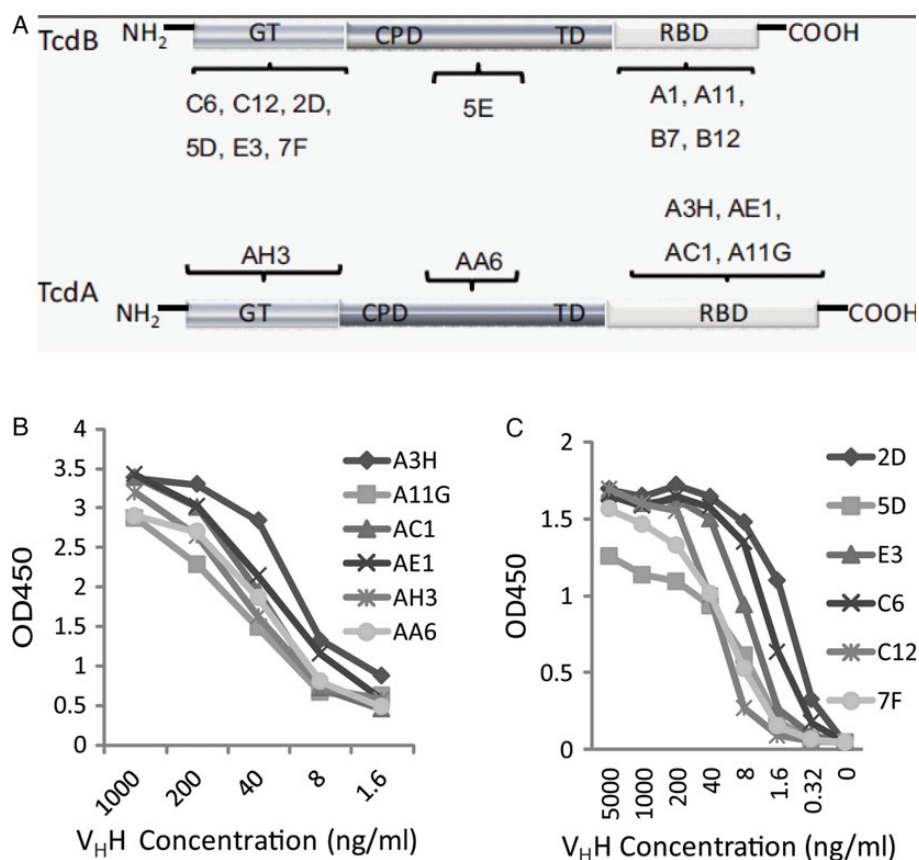 A
TcdB NH2 GT CPD TD RBD COOH
C6, C12, 2D,
5D, E3, 7F
5E
A1, A11,
B7, B12
A3H, AE1,
AC1, A11G
AH3
AA6
TcdA NH2 GT CPD TD RBD COOH
B
OD450
4
3.5
3
2.5
2
1.5
1
0.5
0
1000 200 40 8 1.6
VHH Concentration (ng/ml)
A3H
A11G
AC1
AE1
AH3
AA6
C
OD450
2
1.5
1
0.5
0
5000 1000 200 40 8 1.6 0.32 0
VHH Concentration (ng/ml)
2D
5D
E3
C6
C12
7F